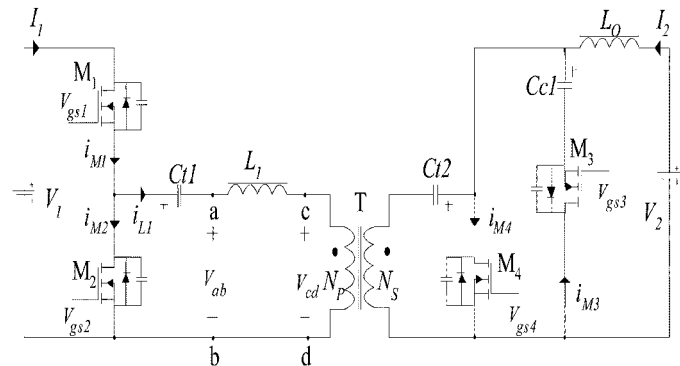 I1
LO
I2
M1
Cc1
Vgs1
iM1
Ct1
L1
Ct2
M3
T
Vgs3
V1
iM2
iL1
a
c
iM4
V2
M2
Vab
Vcd
NP
NS
M4
iM3
Vgs2
Vgs4
b
d